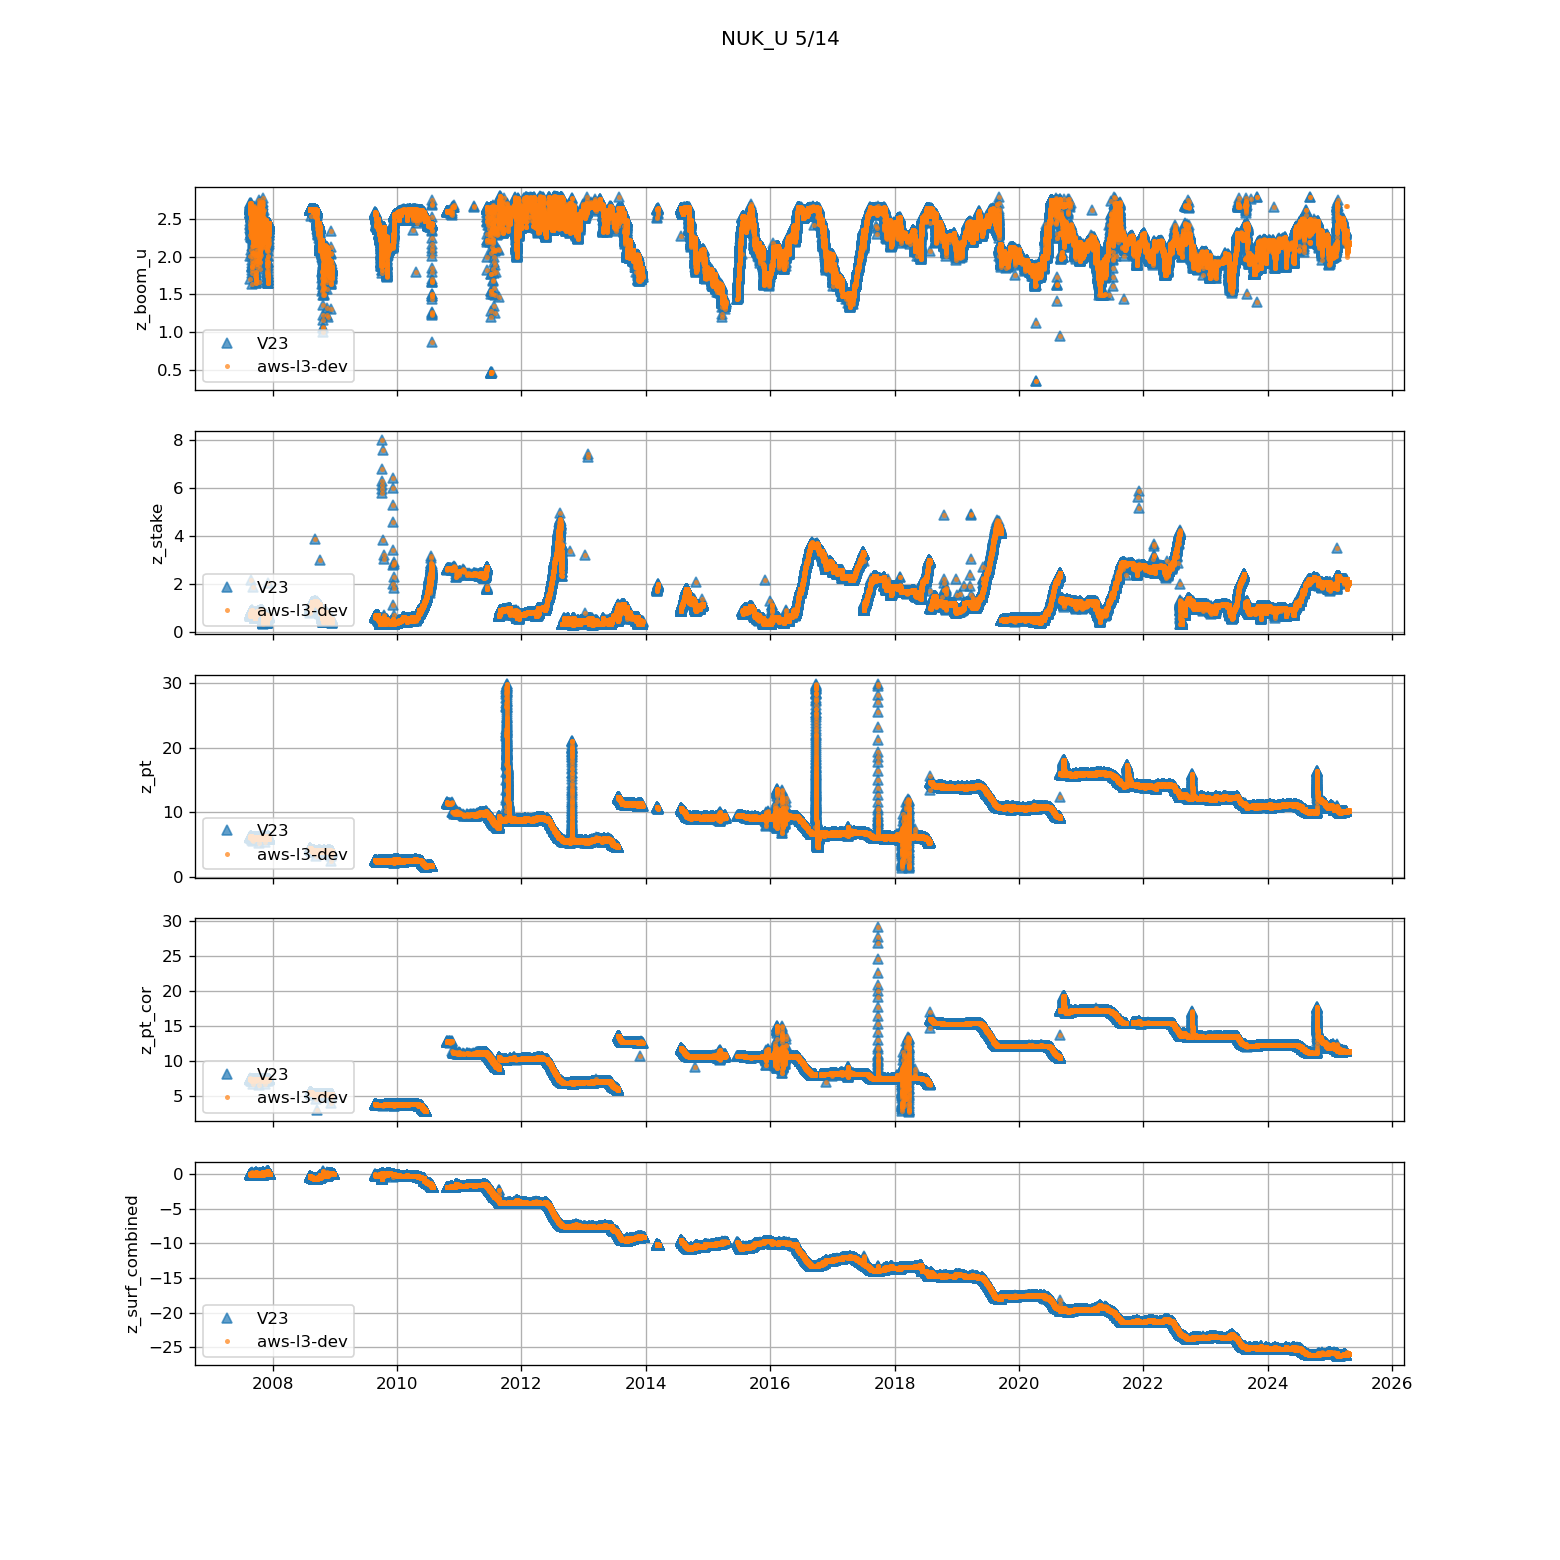 NUK_U 5/14
z_boom_u
2.5
2.0
1.5
1.0
0.5
V23
aws-l3-dev
z_stake
8
6
4
2
0
V23
aws-l3-dev
z_pt
30
20
10
0
V23
aws-l3-dev
z_pt_cor
30
25
20
15
10
5
V23
aws-l3-dev
z_surf_combined
0
−5
−10
−15
−20
−25
V23
aws-l3-dev
2008 2010 2012 2014 2016 2018 2020 2022 2024 2026